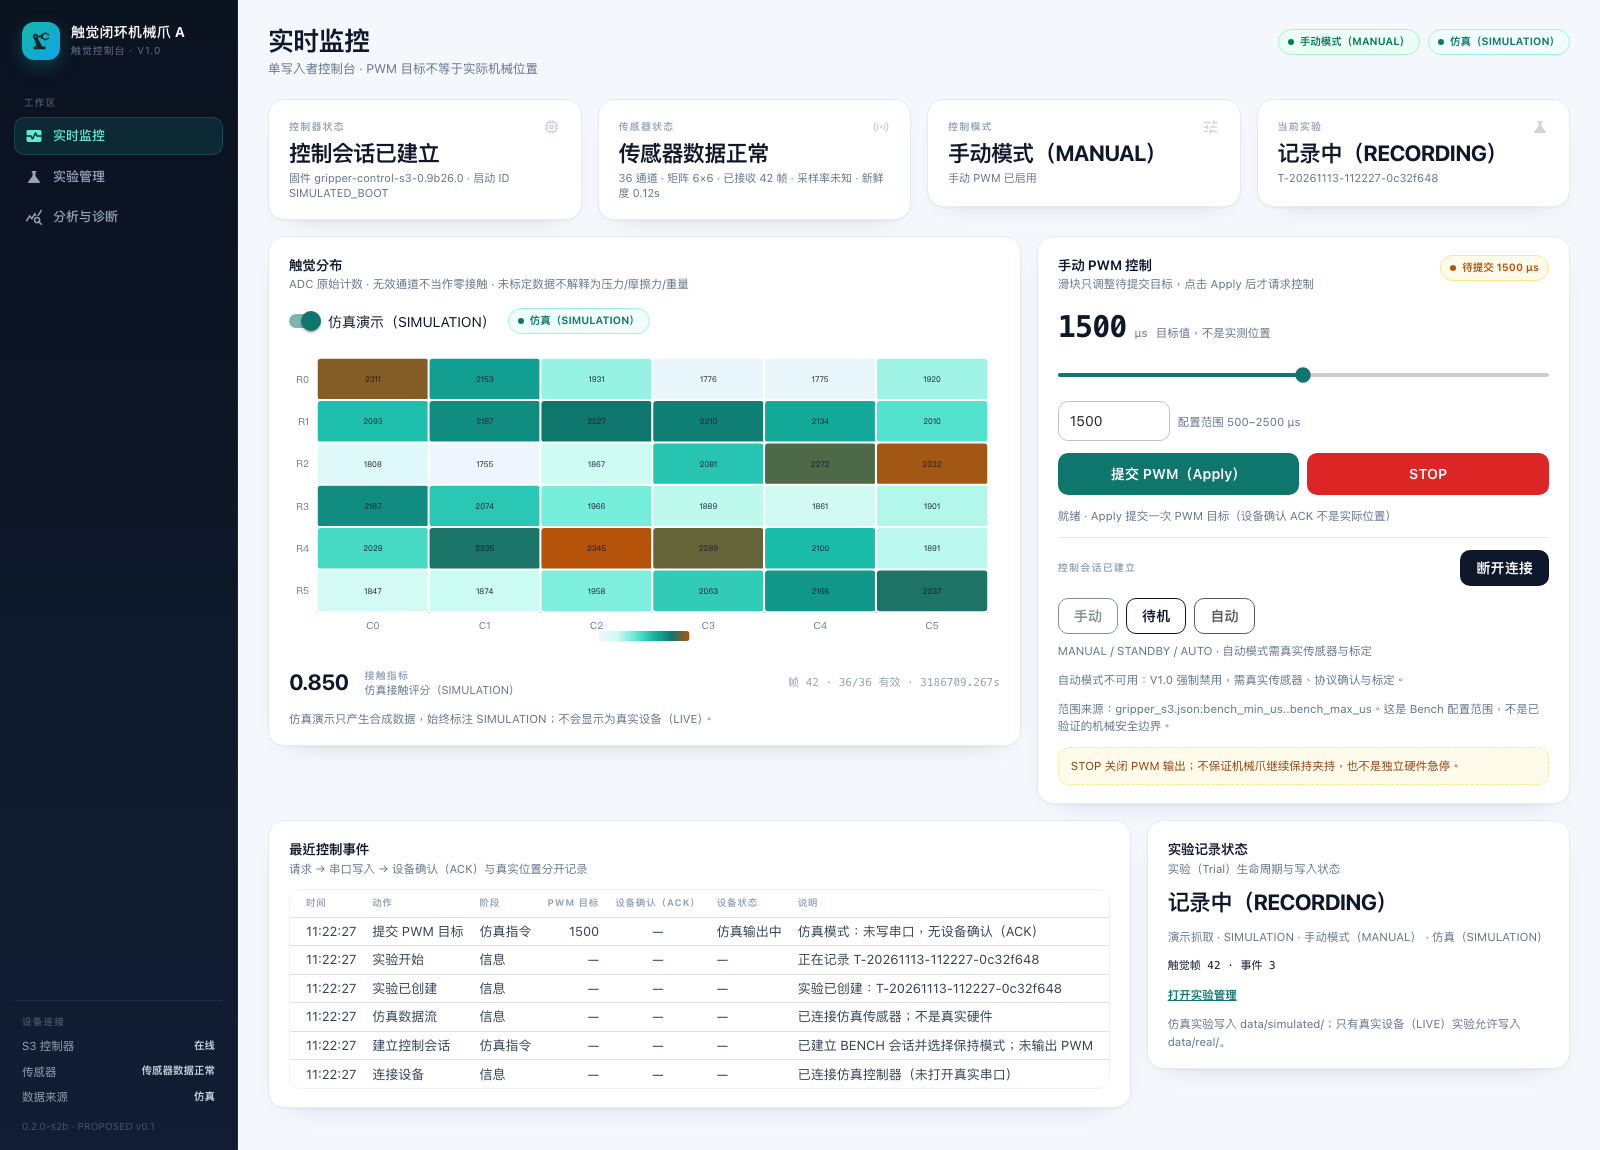 触觉闭环机械爪 A
触觉控制台 · V1.0
工作区
实时监控
实验管理
分析与诊断
设备连接
S3 控制器 在线
传感器 传感器数据正常
数据来源 仿真
0.2.0-s2b · PROPOSED v0.1
实时监控
单写入者控制台 · PWM 目标不等于实际机械位置
手动模式（MANUAL）
仿真（SIMULATION）
控制器状态
控制会话已建立
固件 gripper-control-s3-0.9b26.0 · 启动 ID
SIMULATED_BOOT
传感器状态
传感器数据正常
36 通道 · 矩阵 6×6 · 已接收 42 帧 · 采样率未知 · 新鲜
度 0.12s
控制模式
手动模式（MANUAL）
手动 PWM 已启用
当前实验
记录中（RECORDING）
T-20261113-112227-0c32f648
触觉分布
ADC 原始计数 · 无效通道不当作零接触 · 未标定数据不解释为压力/摩擦力/重量
仿真演示（SIMULATION）
仿真（SIMULATION）
R0 2311 2153 1931 1776 1775 1920
R1 2093 2187 2227 2210 2134 2010
R2 1808 1755 1867 2081 2272 2332
R3 2187 2074 1966 1889 1861 1901
R4 2029 2235 2345 2289 2100 1891
R5 1847 1874 1958 2063 2166 2237
C0 C1 C2 C3 C4 C5
0.850
接触指标
仿真接触评分（SIMULATION）
帧 42 · 36/36 有效 · 3186709.267s
仿真演示只产生合成数据，始终标注 SIMULATION；不会显示为真实设备（LIVE）。
手动 PWM 控制
滑块只调整待提交目标，点击 Apply 后才请求控制
待提交 1500 µs
1500 µs 目标值，不是实测位置
1500
配置范围 500–2500 µs
提交 PWM（Apply）
STOP
就绪 · Apply 提交一次 PWM 目标（设备确认 ACK 不是实际位置）
控制会话已建立
断开连接
手动
待机
自动
MANUAL / STANDBY / AUTO · 自动模式需真实传感器与标定
自动模式不可用：V1.0 强制禁用，需真实传感器、协议确认与标定。
范围来源：gripper_s3.json:bench_min_us..bench_max_us。这是 Bench 配置范围，不是已
验证的机械安全边界。
STOP 关闭 PWM 输出；不保证机械爪继续保持夹持，也不是独立硬件急停。
最近控制事件
请求 → 串口写入 → 设备确认（ACK）与真实位置分开记录
时间 动作 阶段 PWM 目标 设备确认（ACK） 设备状态 说明
11:22:27 提交 PWM 目标 仿真指令 1500 — 仿真输出中 仿真模式：未写串口，无设备确认（ACK）
11:22:27 实验开始 信息 — — — 正在记录 T-20261113-112227-0c32f648
11:22:27 实验已创建 信息 — — — 实验已创建：T-20261113-112227-0c32f648
11:22:27 仿真数据流 信息 — — — 已连接仿真传感器；不是真实硬件
11:22:27 建立控制会话 仿真指令 — — — 已建立 BENCH 会话并选择保持模式；未输出 PWM
11:22:27 连接设备 信息 — — — 已连接仿真控制器（未打开真实串口）
实验记录状态
实验（Trial）生命周期与写入状态
记录中（RECORDING）
演示抓取 · SIMULATION · 手动模式（MANUAL） · 仿真（SIMULATION）
触觉帧 42 · 事件 3
打开实验管理
仿真实验写入 data/simulated/；只有真实设备（LIVE）实验允许写入
data/real/。